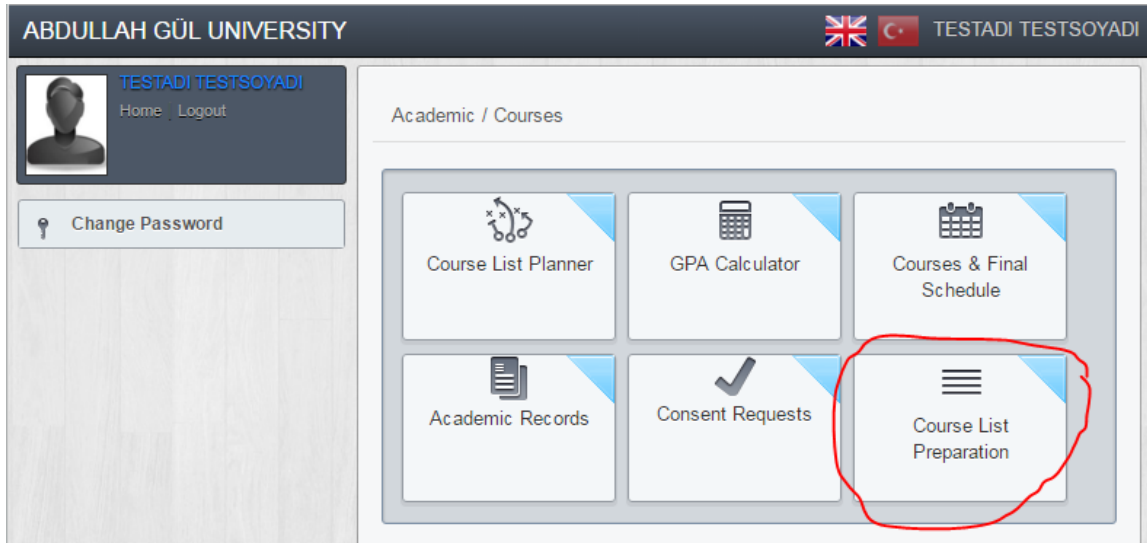 ABDULLAH GÜL UNIVERSITY
TESTADI TESTSOYADI
TESTADI TESTSOYADI
Home Logout
Change Password
Academic / Courses
Course List Planner
GPA Calculator
Courses & Final
Schedule
Academic Records
Consent Requests
Course List
Preparation